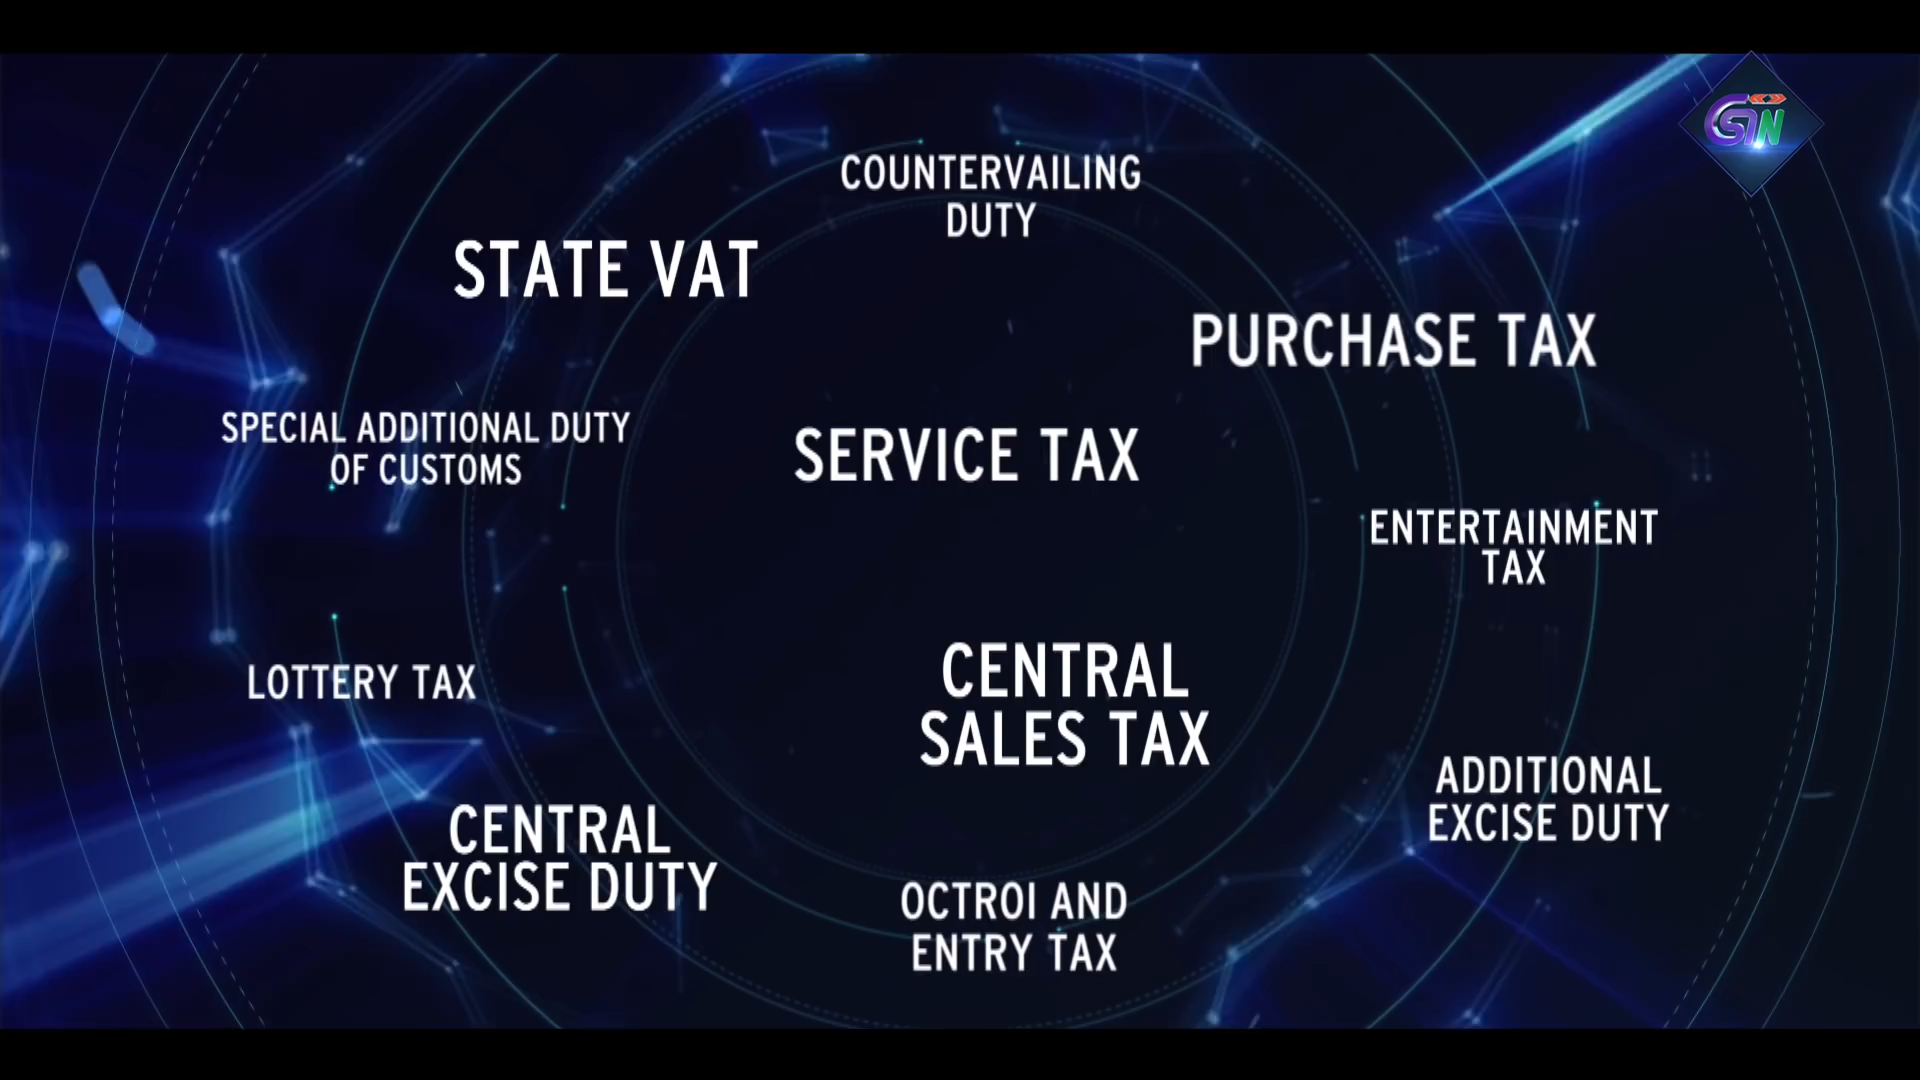 GSTN
COUNTERVAILING
DUTY
STATE VAT
PURCHASE TAX
SPECIAL ADDITIONAL DUTY
OF CUSTOMS
SERVICE TAX
ENTERTAINMENT
TAX
LOTTERY TAX
CENTRAL
SALES TAX
ADDITIONAL
EXCISE DUTY
CENTRAL
EXCISE DUTY
OCTROI AND
ENTRY TAX